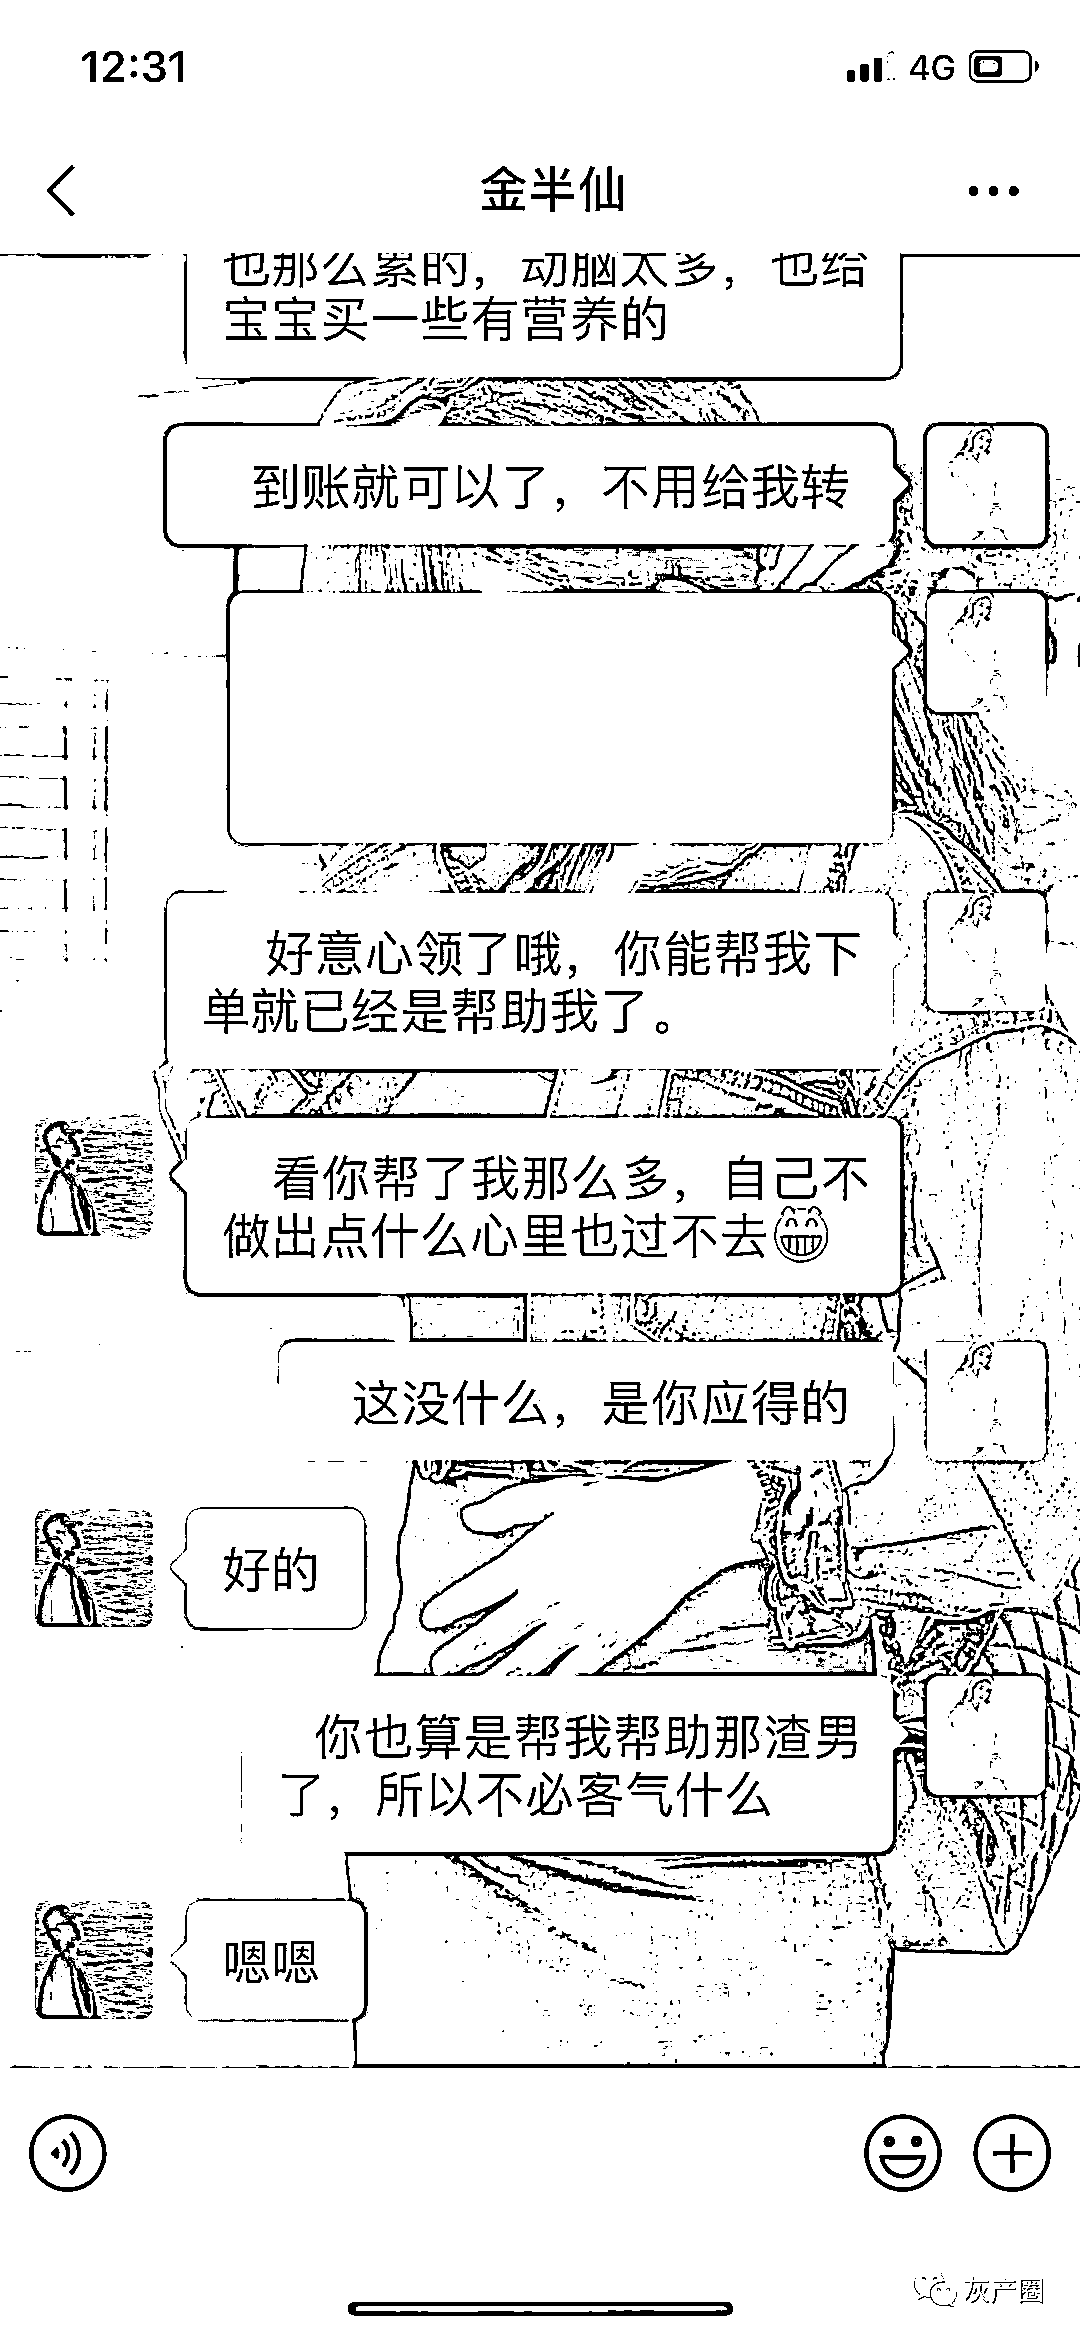 12:31
4G
金半仙
也那么累的，动脑太多，也给
宝宝买一些有营养的
到账就可以了，不用给我转
好意心领了哦，你能帮我下
单就已经是帮助我了。
看你帮了我那么多，自己不
做出点什么心里也过不去😁
这没什么，是你应得的
好的
你也算是帮我帮助那渣男
了，所以不必客气什么
嗯嗯
灰产圈